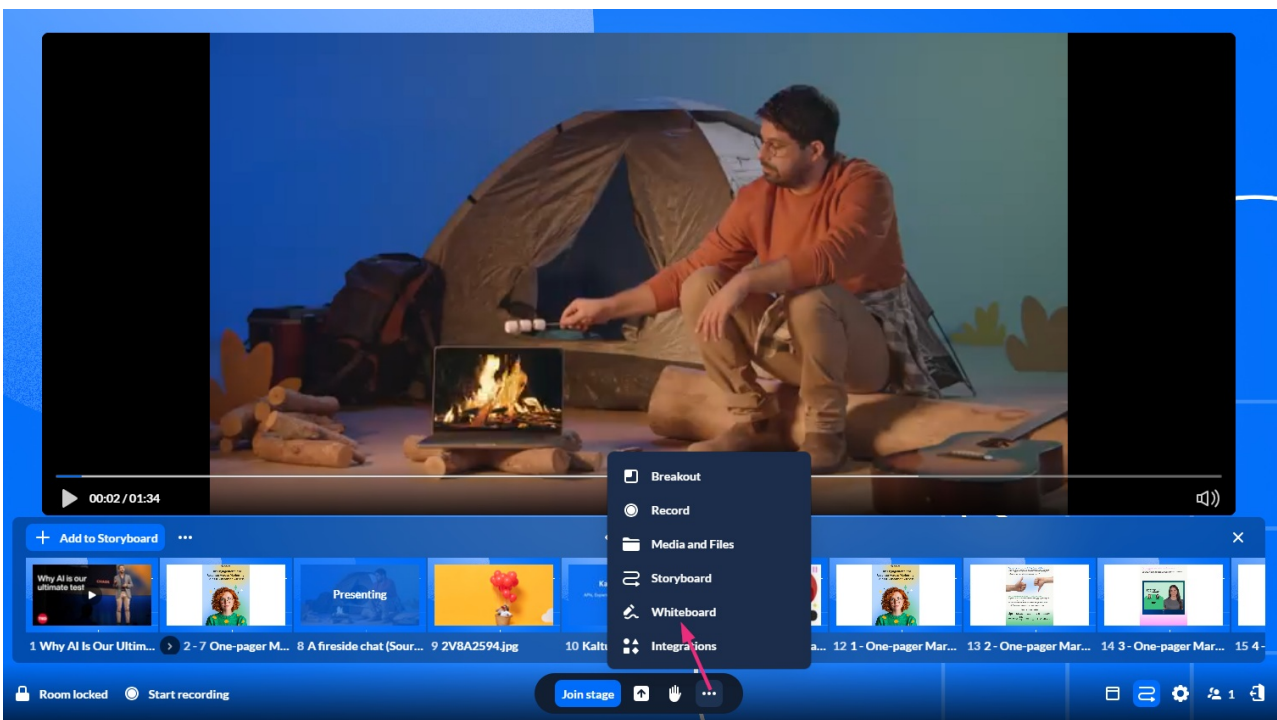 00:02 / 01:34
Breakout
Record
Media and Files
Storyboard
Whiteboard
Integrations
+ Add to Storyboard
Why AI is our
ultimate test
Presenting
1 Why AI Is Our Ultim...
2 - 7 One-pager M...
8 A fireside chat (Sour...
9 2V8A2594.jpg
10 Kaltu
12 1 - One-pager Mar...
13 2 - One-pager Mar...
14 3 - One-pager Mar...
15 4 -
Room locked
Start recording
Join stage
1